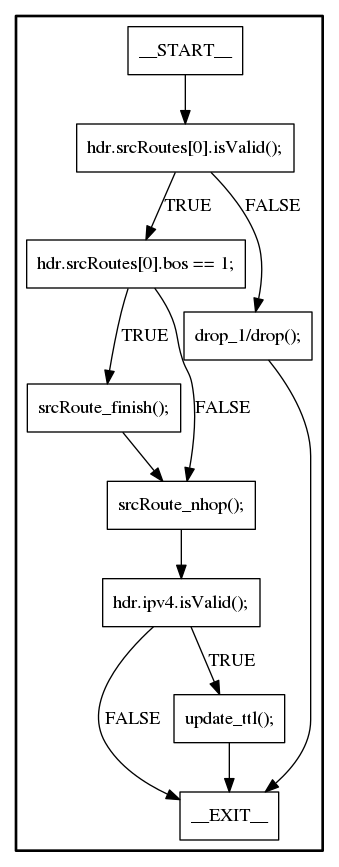 __START__
hdr.srcRoutes[0].isValid();
TRUE
FALSE
hdr.srcRoutes[0].bos == 1;
drop_1/drop();
TRUE
srcRoute_finish();
FALSE
srcRoute_nhop();
hdr.ipv4.isValid();
TRUE
FALSE
update_ttl();
__EXIT__